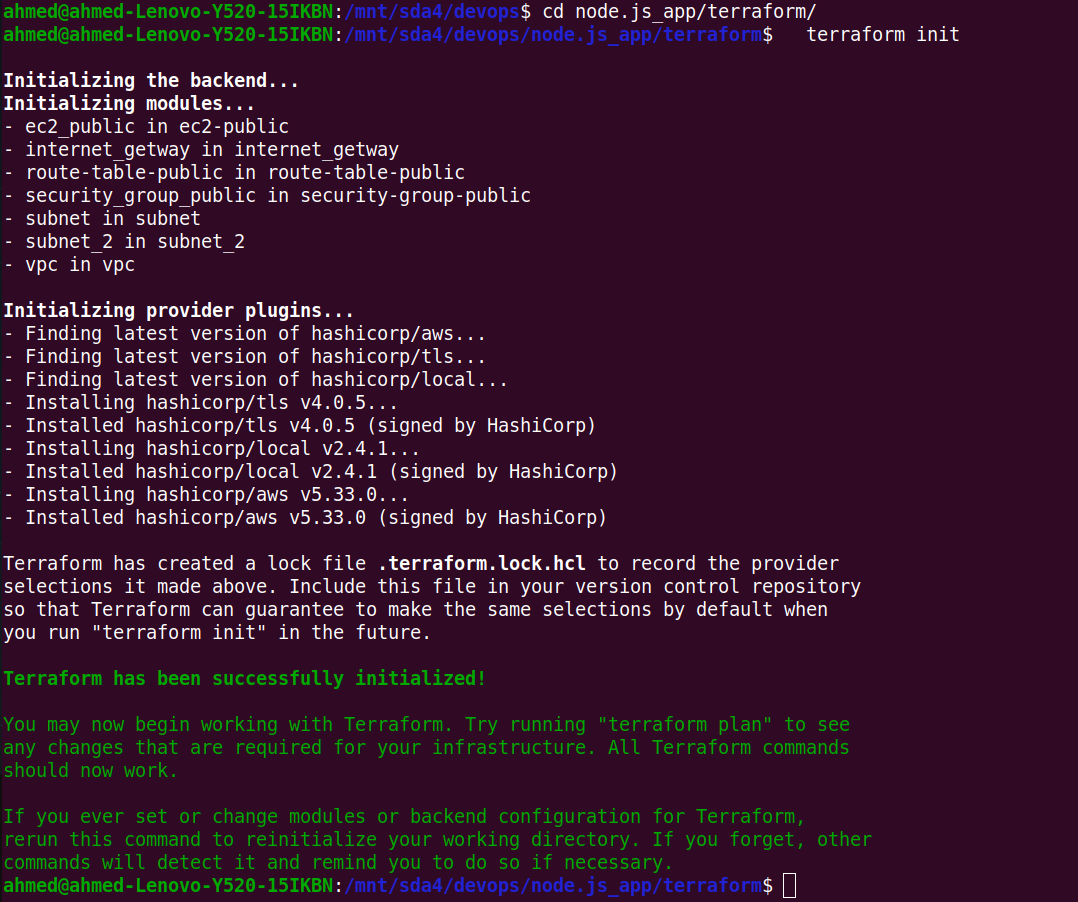 ahmed@ahmed-Lenovo-Y520-15IKBN:/mnt/sda4/devops$ cd node.js_app/terraform/
ahmed@ahmed-Lenovo-Y520-15IKBN:/mnt/sda4/devops/node.js_app/terraform$   terraform init
Initializing the backend...
Initializing modules...
- ec2_public in ec2-public
- internet_getway in internet_getway
- route-table-public in route-table-public
- security_group_public in security-group-public
- subnet in subnet
- subnet_2 in subnet_2
- vpc in vpc
Initializing provider plugins...
- Finding latest version of hashicorp/aws...
- Finding latest version of hashicorp/tls...
- Finding latest version of hashicorp/local...
- Installing hashicorp/tls v4.0.5...
- Installed hashicorp/tls v4.0.5 (signed by HashiCorp)
- Installing hashicorp/local v2.4.1...
- Installed hashicorp/local v2.4.1 (signed by HashiCorp)
- Installing hashicorp/aws v5.33.0...
- Installed hashicorp/aws v5.33.0 (signed by HashiCorp)
Terraform has created a lock file .terraform.lock.hcl to record the provider
selections it made above. Include this file in your version control repository
so that Terraform can guarantee to make the same selections by default when
you run "terraform init" in the future.
Terraform has been successfully initialized!
You may now begin working with Terraform. Try running "terraform plan" to see
any changes that are required for your infrastructure. All Terraform commands
should now work.
If you ever set or change modules or backend configuration for Terraform,
rerun this command to reinitialize your working directory. If you forget, other
commands will detect it and remind you to do so if necessary.
ahmed@ahmed-Lenovo-Y520-15IKBN:/mnt/sda4/devops/node.js_app/terraform$